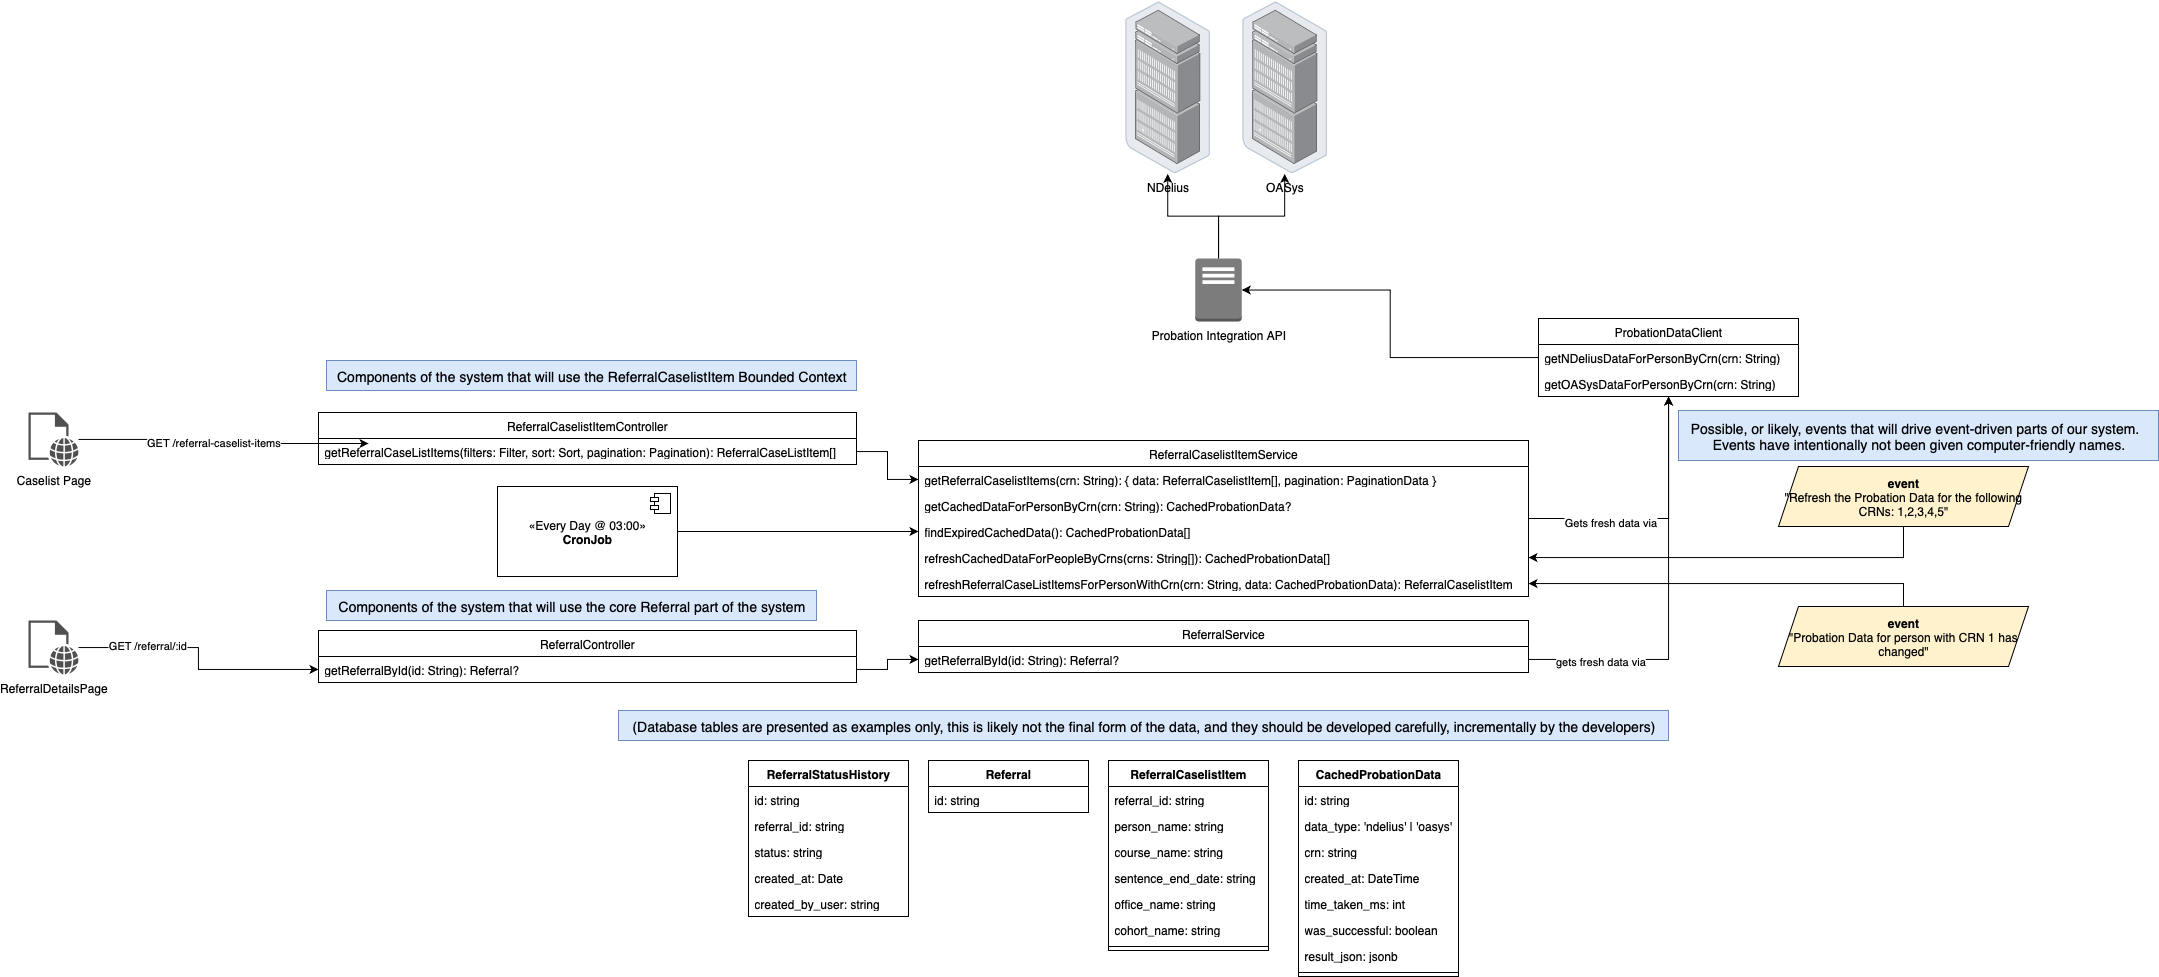 NDelius
OASys
Probation Integration API
ProbationDataClient
getNDeliusDataForPersonByCrn(crn: String)
getOASysDataForPersonByCrn(crn: String)
Components of the system that will use the ReferralCaselistItem Bounded Context
Caselist Page
GET /referral-caselist-items
ReferralCaselistItemController
getReferralCaseListItems(filters: Filter, sort: Sort, pagination: Pagination): ReferralCaseListItem[]
«Every Day @ 03:00»
CronJob
ReferralCaselistItemService
getReferralCaselistItems(crn: String): { data: ReferralCaselistItem[], pagination: PaginationData }
getCachedDataForPersonByCrn(crn: String): CachedProbationData?
findExpiredCachedData(): CachedProbationData[]
refreshCachedDataForPeopleByCrns(crns: String[]): CachedProbationData[]
refreshReferralCaseListItemsForPersonWithCrn(crn: String, data: CachedProbationData): ReferralCaselistItem
Gets fresh data via
Possible, or likely, events that will drive event-driven parts of our system.
Events have intentionally not been given computer-friendly names.
event
"Refresh the Probation Data for the following
CRNs: 1,2,3,4,5"
event
"Probation Data for person with CRN 1 has
changed"
Components of the system that will use the core Referral part of the system
ReferralDetailsPage
GET /referral/:id
ReferralController
getReferralById(id: String): Referral?
ReferralService
getReferralById(id: String): Referral?
gets fresh data via
(Database tables are presented as examples only, this is likely not the final form of the data, and they should be developed carefully, incrementally by the developers)
ReferralStatusHistory
id: string
referral_id: string
status: string
created_at: Date
created_by_user: string
Referral
id: string
ReferralCaselistItem
referral_id: string
person_name: string
course_name: string
sentence_end_date: string
office_name: string
cohort_name: string
CachedProbationData
id: string
data_type: 'ndelius' | 'oasys'
crn: string
created_at: DateTime
time_taken_ms: int
was_successful: boolean
result_json: jsonb